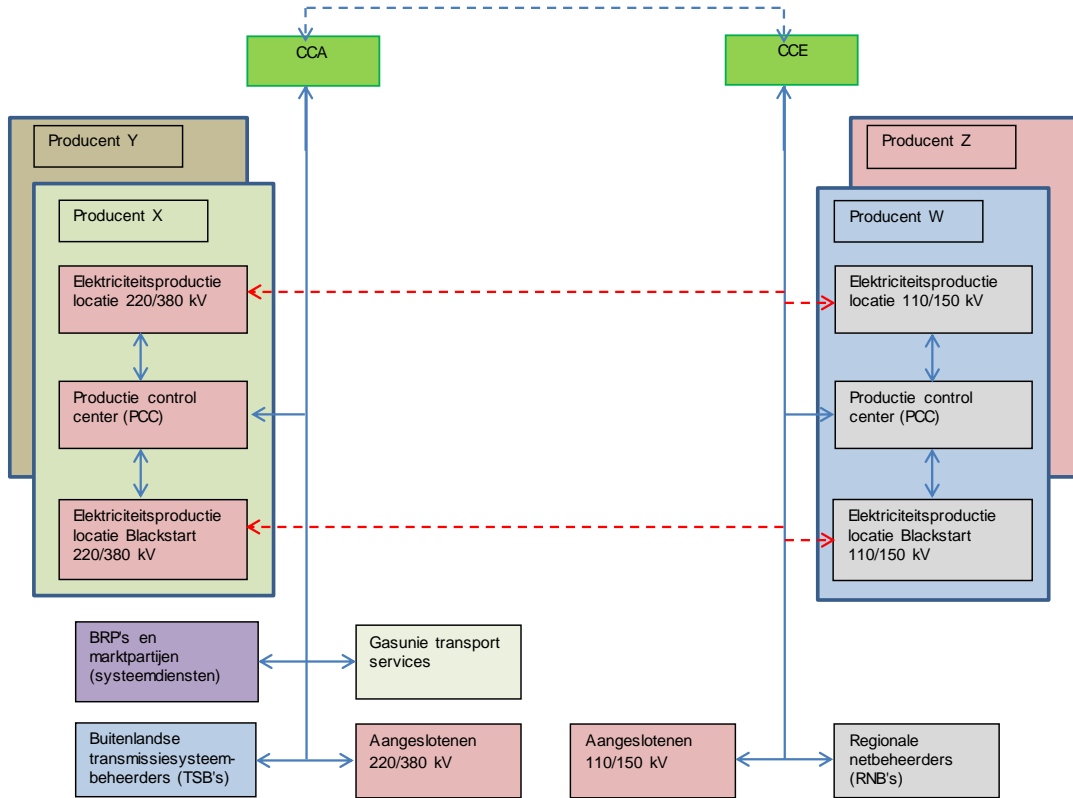 CCA
CCE
Producent Y
Producent Z
Producent X
Producent W
Elektriciteitsproductie
locatie 220/380 kV
Elektriciteitsproductie
locatie 110/150 kV
Productie control
center (PCC)
Productie control
center (PCC)
Elektriciteitsproductie
locatie Blackstart
220/380 kV
Elektriciteitsproductie
locatie Blackstart
110/150 kV
BRP's en
marktpartijen
(systeemdiensten)
Gasunie transport
services
Buitenlandse
transmissiesysteem-
beheerders (TSB's)
Aangeslotenen
220/380 kV
Aangeslotenen
110/150 kV
Regionale
netbeheerders
(RNB's)